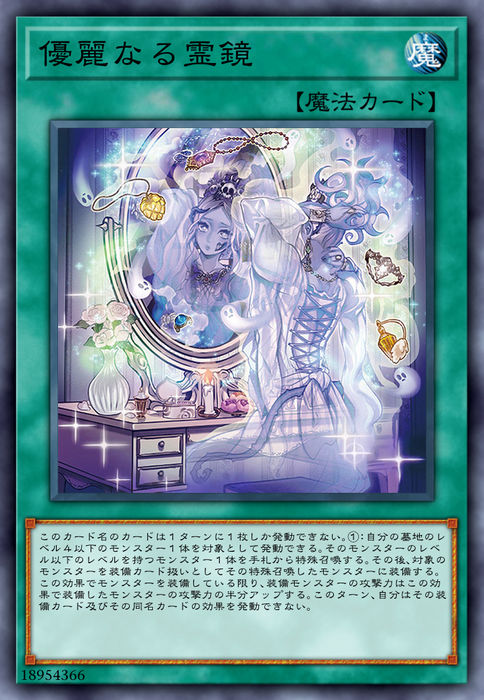 優麗なる霊鏡
魔
【魔法カード】
このカード名のカードは１ターンに１枚しか発動できない。①：自分の墓地のレ
ベル４以下のモンスター１体を対象として発動できる。そのモンスターのレベ
ル以下のレベルを持つモンスター１体を手札から特殊召喚する。その後、対象の
モンスターを装備カード扱いとしてその特殊召喚したモンスターに装備する。
この効果でモンスターを装備している限り、装備モンスターの攻撃力はこの効
果で装備したモンスターの攻撃力の半分アップする。このターン、自分はその装
備カード及びその同名カードの効果を発動できない。
18954366